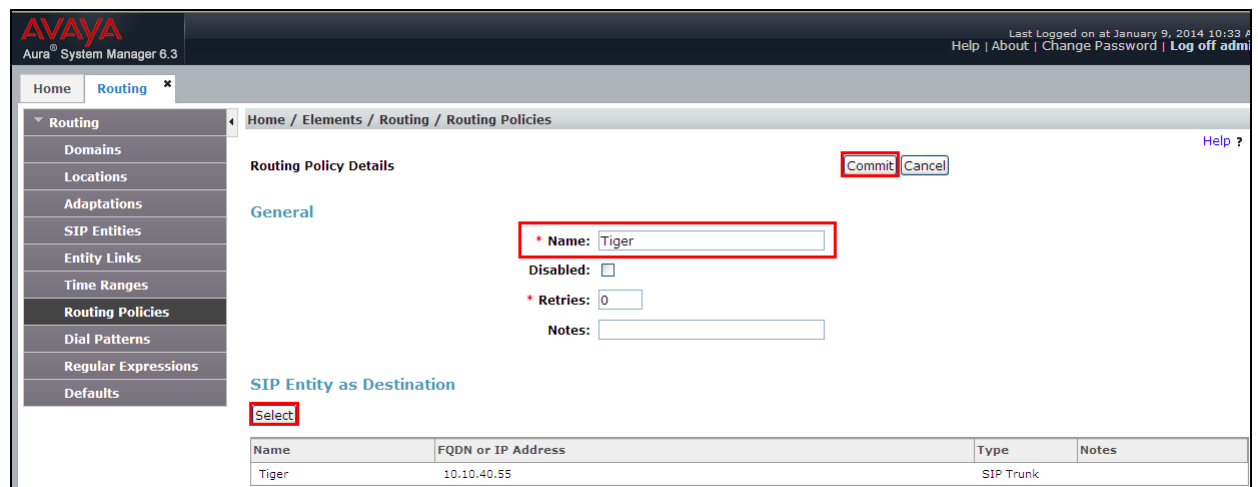 AVAYA
Aura® System Manager 6.3
Last Logged on at January 9, 2014 10:33 A
Help | About | Change Password | Log off admi
Home Routing ×
Routing
Domains
Locations
Adaptations
SIP Entities
Entity Links
Time Ranges
Routing Policies
Dial Patterns
Regular Expressions
Defaults
Home / Elements / Routing / Routing Policies
Help ?
Routing Policy Details
Commit Cancel
General
* Name: Tiger
Disabled:
* Retries: 0
Notes:
SIP Entity as Destination
Select
Name FQDN or IP Address Type Notes
Tiger 10.10.40.55 SIP Trunk